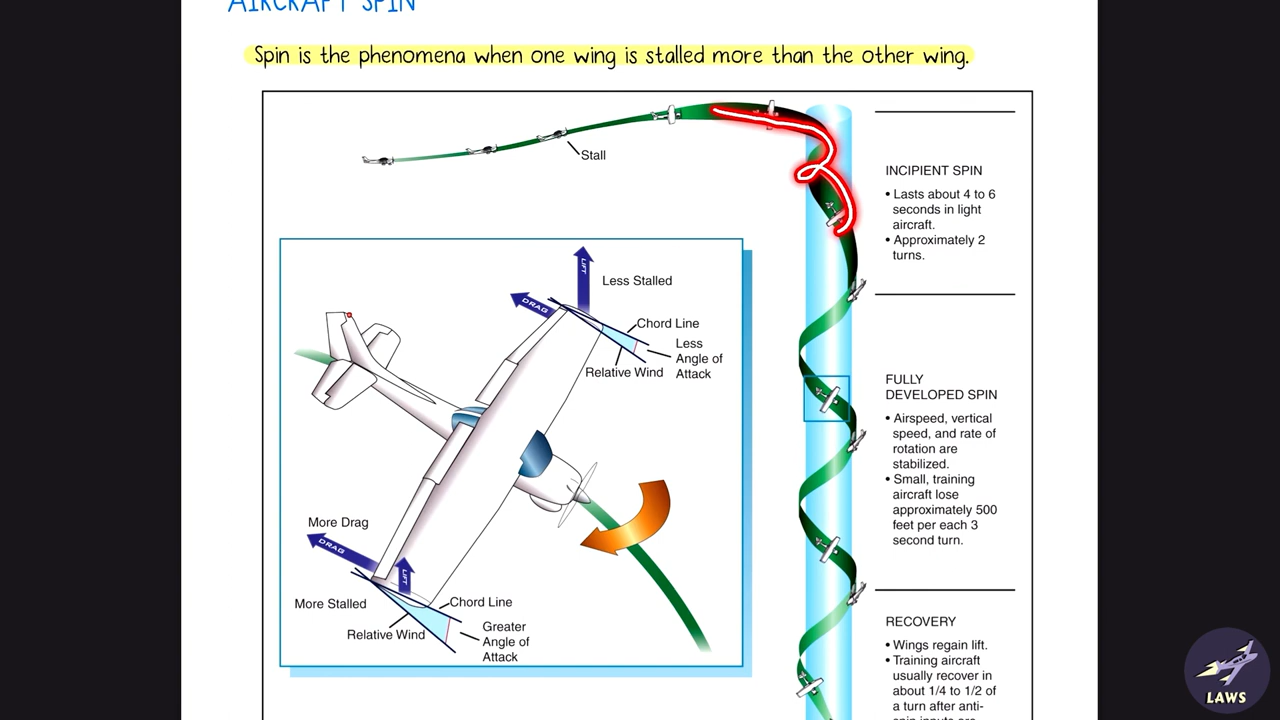 AIRCRAFT SPIN
Spin is the phenomena when one wing is stalled more than the other wing.
Stall
INCIPIENT SPIN
• Lasts about 4 to 6
seconds in light
aircraft.
• Approximately 2
turns.
LIFT
Less Stalled
DRAG
Chord Line
Less
Angle of
Attack
Relative Wind
FULLY
DEVELOPED SPIN
• Airspeed, vertical
speed, and rate of
rotation are
stabilized.
• Small, training
aircraft lose
approximately 500
feet per each 3
second turn.
More Drag
DRAG
LIFT
More Stalled
Chord Line
Relative Wind
Greater
Angle of
Attack
RECOVERY
• Wings regain lift.
• Training aircraft
usually recover in
about 1/4 to 1/2 of
a turn after anti-
spin inputs are
LAWS